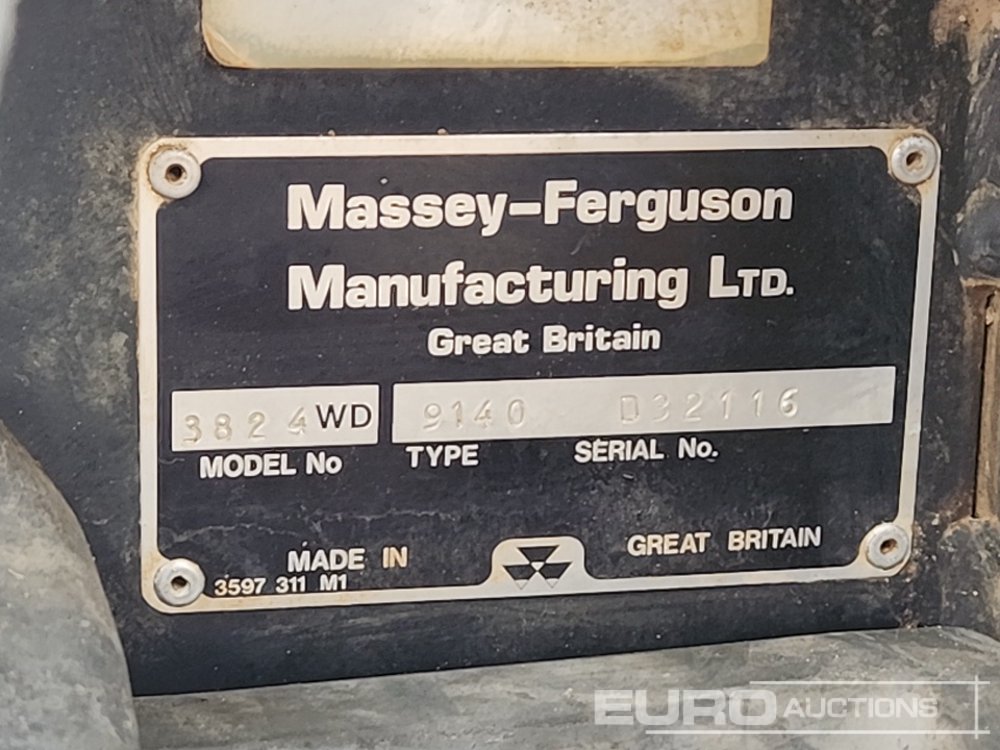 Massey-Ferguson
Manufacturing LTD.
Great Britain
3824WD 9140 D32116
MODEL No TYPE SERIAL No.
MADE IN GREAT BRITAIN
3597 311 M1
EURO AUCTIONS